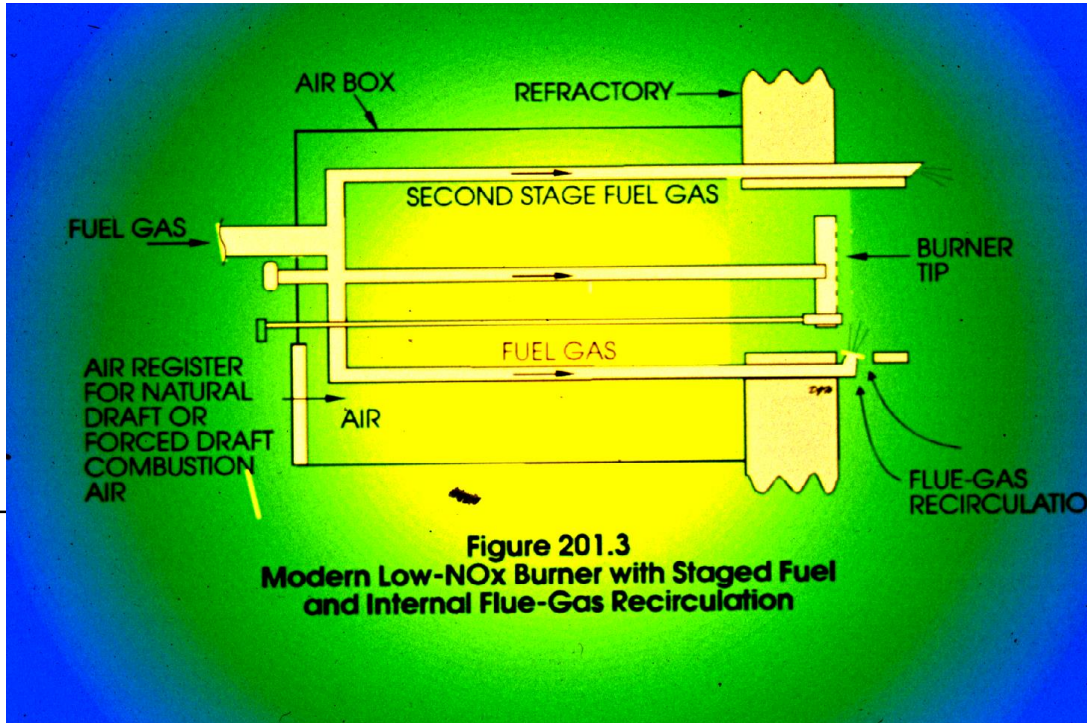 AIR BOX
REFRACTORY
SECOND STAGE FUEL GAS
FUEL GAS
BURNER
TIP
FUEL GAS
AIR REGISTER
FOR NATURAL
DRAFT OR
FORCED DRAFT
COMBUSTION
AIR
AIR
FLUE-GAS
RECIRCULATIO
Figure 201.3
Modern Low-NOx Burner with Staged Fuel
and Internal Flue-Gas Recirculation